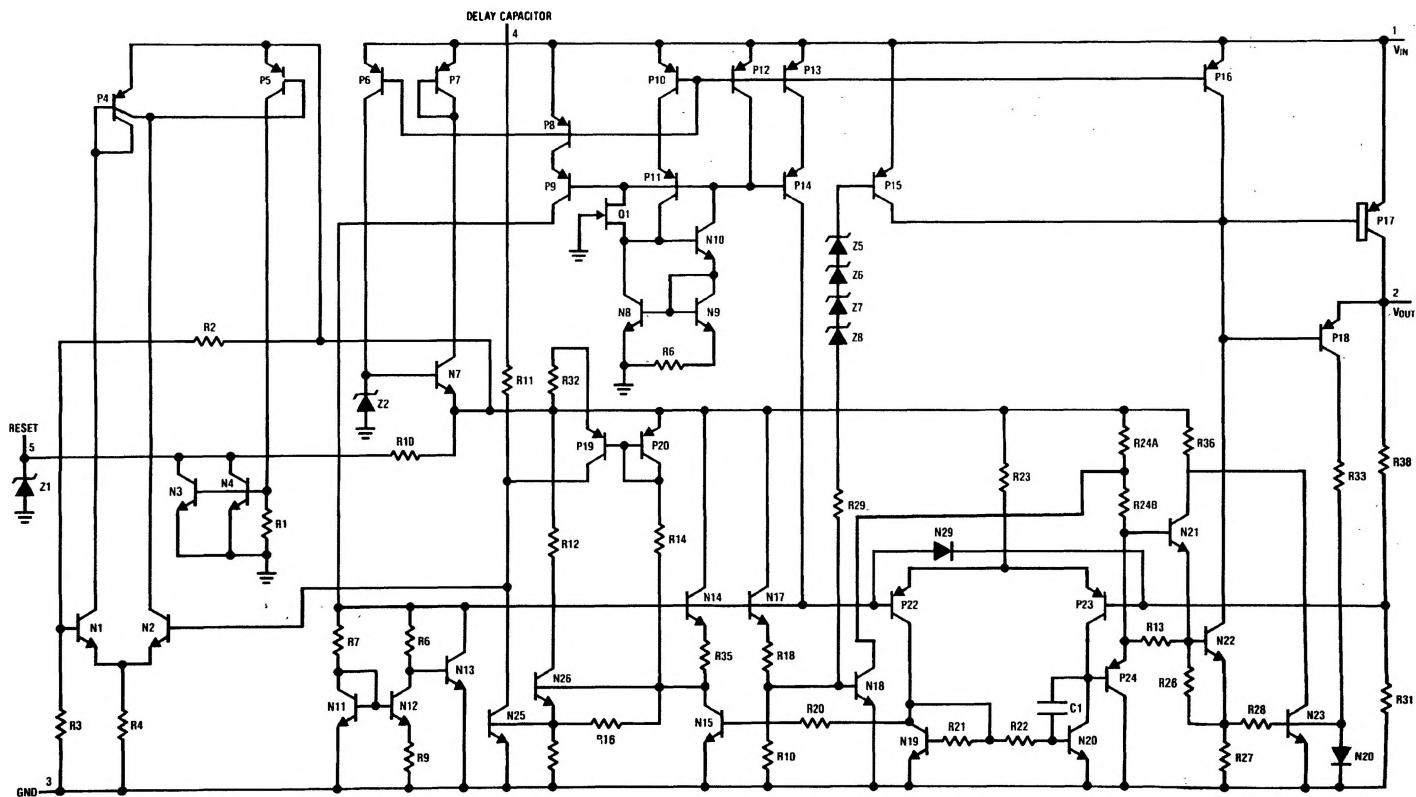 DELAY CAPACITOR
4
1
VIN
P4
P5
P6
P7
P10
P12
P13
P16
P8
P9
P11
P14
P15
P17
Q1
N10
Z5
Z6
Z7
Z8
2
VOUT
N8
N9
R6
P18
R2
N7
R11
R32
Z2
RESET
5
R10
P19
P20
R24A
R36
R38
Z1
N3
N4
R1
R23
R33
R24B
R29
R12
R14
N21
N29
N1
N2
N14
N17
P22
P23
R7
R6
N13
R35
R18
R13
N22
N26
N18
P24
R26
R31
N11
N12
N25
N15
R20
C1
R3
R4
R9
R16
R10
N19
R21
R22
N20
R28
N23
R27
N20
3
GND